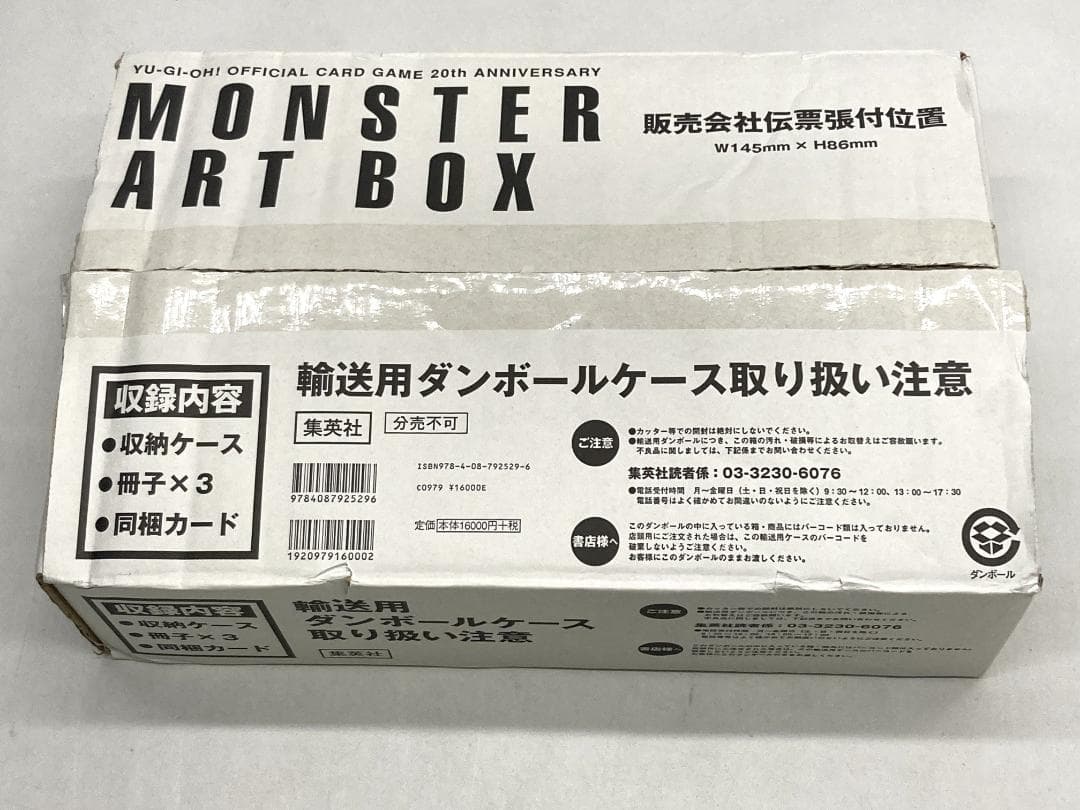 YU-GI-OH! OFFICIAL CARD GAME 20th ANNIVERSARY
MONSTER
ART BOX
販売会社伝票張付位置
W145mm × H86mm
輸送用ダンボールケース取り扱い注意
収録内容
●収納ケース
●冊子×3
●同梱カード
集英社
分売不可
ISBN978-4-08-792529-6
C0979 ¥16000E
9784087925296
定価 本体16000円+税
1920979160002
ご注意
●カッター等での開封は絶対にしないでください。
●輸送用ダンボールにつき、この箱の汚れ・破損等によるお取替えはご容赦願います。
不良品に関しましては、下記係までお問い合わせください。
集英社読者係：03-3230-6076
●電話受付時間 月～金曜日（土・日・祝日を除く）9：30～12：00、13：00～17：30
電話番号はよく確かめてお間違いのないようにご注意ください。
書店様へ
このダンボールの中に入っている箱・商品にはバーコード類は入っておりません。
店頭用にご注文された場合は、この輸送用ケースのバーコードを
破棄しないようご注意ください。
お客様にこのダンボールのままお渡しください。
ダンボール
収録内容
●収納ケース
●冊子×3
●同梱カード
輸送用
ダンボールケース
取り扱い注意
集英社
ご注意
集英社読者係：03-3230-6076
書店様へ